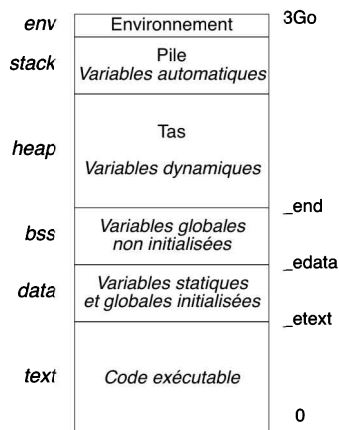 env
Environnement
3Go
stack
Pile
Variables automatiques
heap
Tas
Variables dynamiques
_end
bss
Variables globales
non initialisées
_edata
data
Variables statiques
et globales initialisées
_etext
text
Code exécutable
0